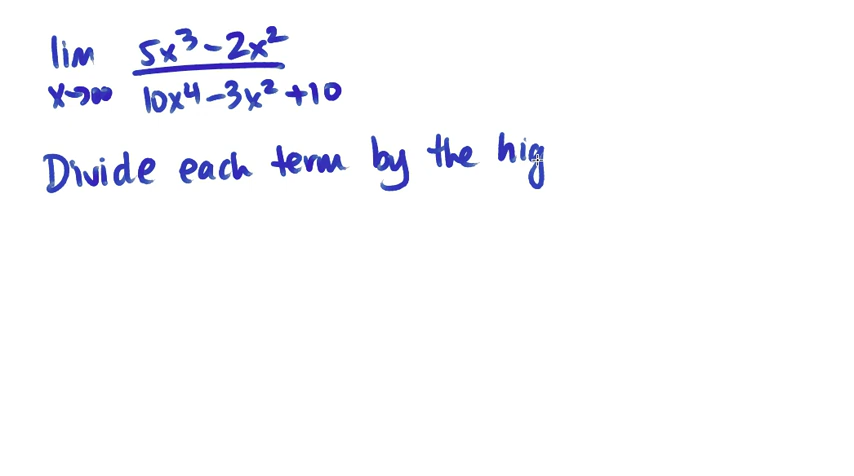 lim 5x³ - 2x²
x→∞ 10x⁴ - 3x² + 10
Divide each term by the hig